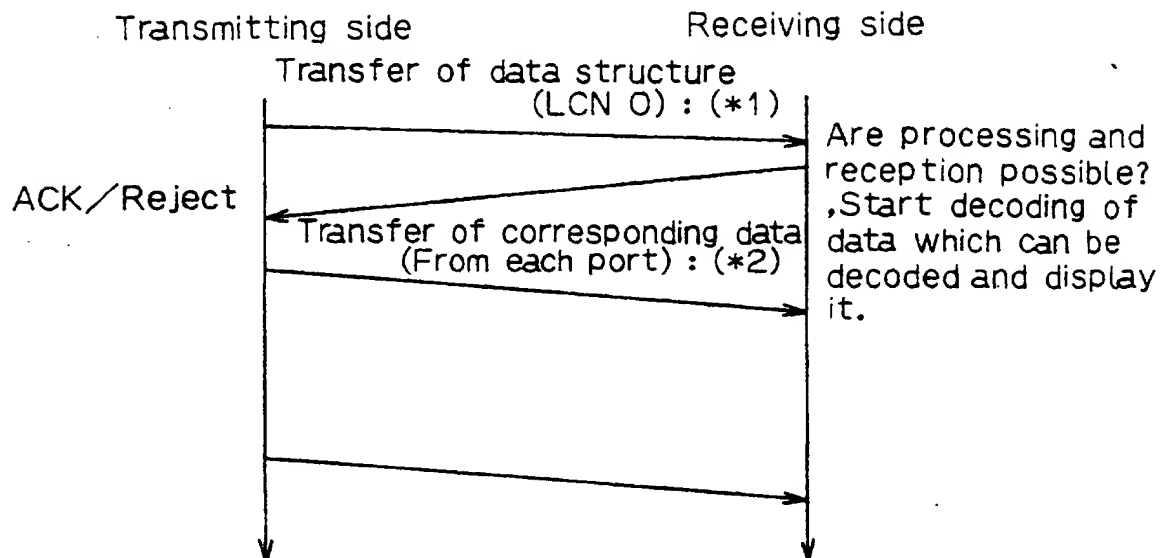 Transmitting side
Receiving side
Transfer of data structure
(LCN 0) : (*1)
Are processing and
reception possible?
,Start decoding of
data which can be
decoded and display
it.
ACK/Reject
Transfer of corresponding data
(From each port) : (*2)